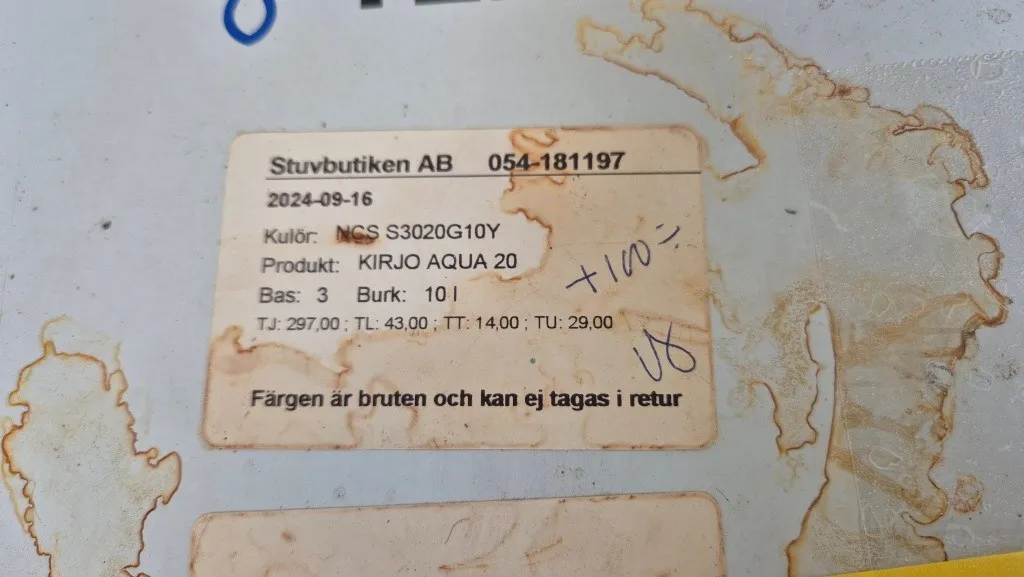 Stuvbutiken AB 054-181197
2024-09-16
Kulör: NCS S3020G10Y
Produkt: KIRJO AQUA 20
+100:-
Bas: 3 Burk: 10 l
TJ: 297,00 ; TL: 43,00 ; TT: 14,00 ; TU: 29,00
Färgen är bruten och kan ej tagas i retur